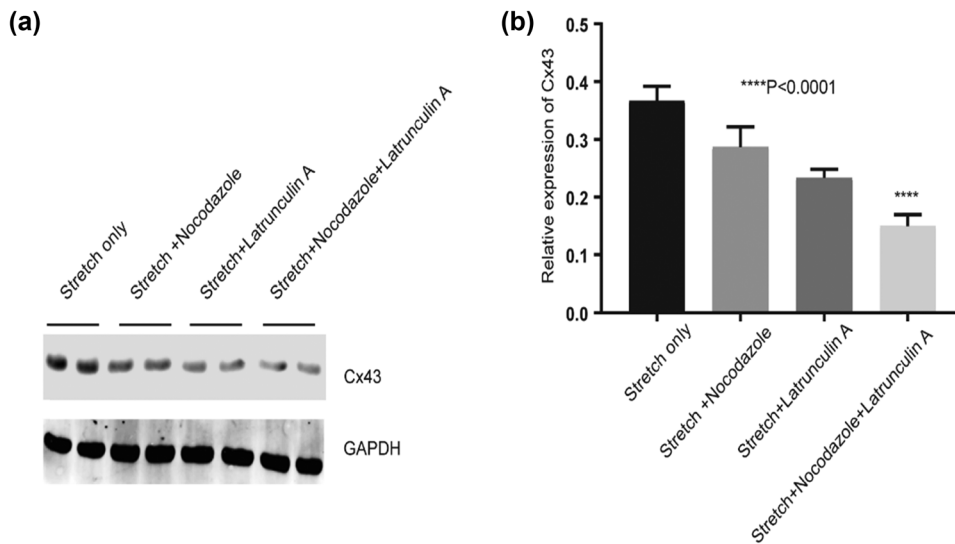 (a)
Stretch only
Stretch +Nocodazole
Stretch+Latrunculin A
Stretch+Nocodazole+Latrunculin A
Cx43
GAPDH
(b)
Relative expression of Cx43
0.5
0.4
0.3
0.2
0.1
0.0
****P<0.0001
****
Stretch only
Stretch +Nocodazole
Stretch+Latrunculin A
Stretch+Nocodazole+Latrunculin A